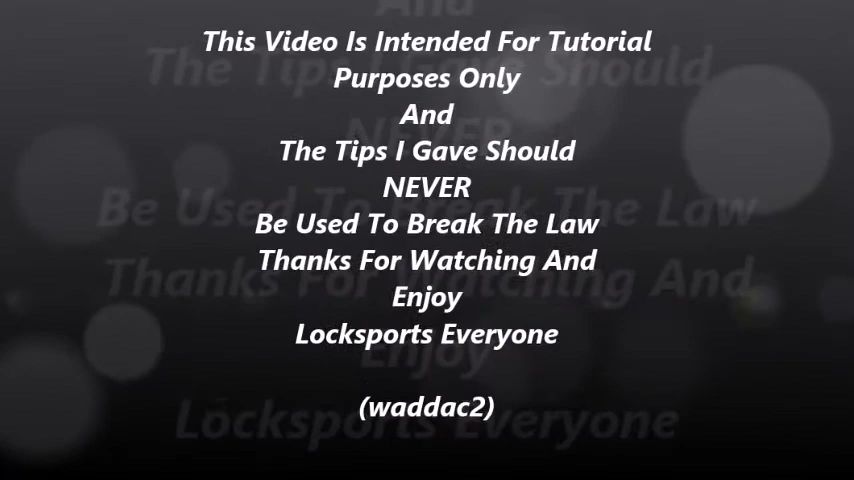 This Video Is Intended For Tutorial
Purposes Only
And
The Tips I Gave Should
NEVER
Be Used To Break The Law
Thanks For Watching And
Enjoy
Locksports Everyone
(waddac2)